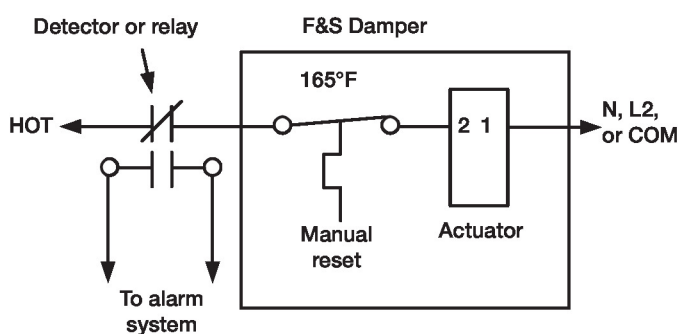 Detector or relay
F&S Damper
165°F
HOT
2 1
N, L2,
or COM
Manual
reset
Actuator
To alarm
system